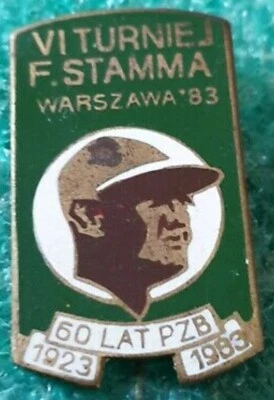 VI TURNIEJ
F. STAMMA
WARSZAWA '83
60 LAT PZB
1923 1983